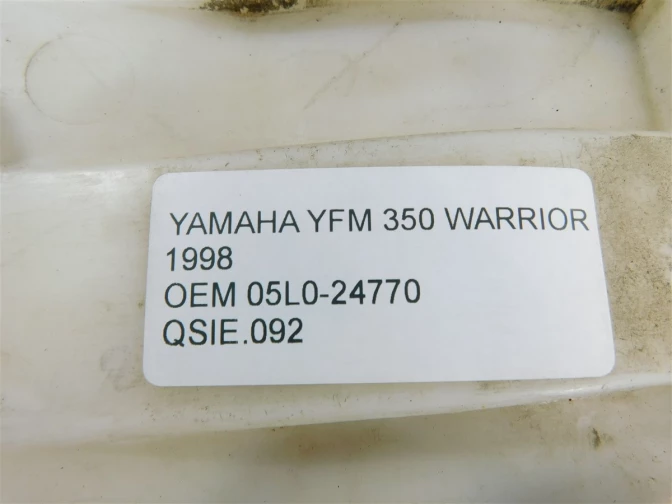 YAMAHA YFM 350 WARRIOR
1998
OEM 05L0-24770
QSIE.092